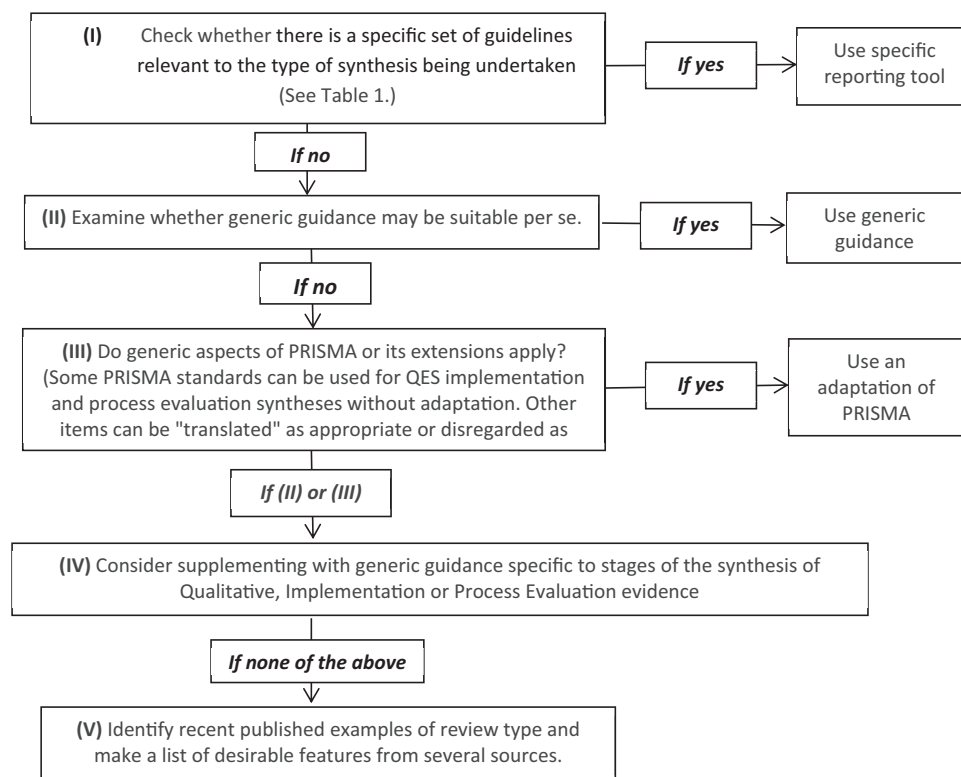 (I) Check whether there is a specific set of guidelines
relevant to the type of synthesis being undertaken
(See Table 1.)
If yes
Use specific
reporting tool
If no
(II) Examine whether generic guidance may be suitable per se.
If yes
Use generic
guidance
If no
(III) Do generic aspects of PRISMA or its extensions apply?
(Some PRISMA standards can be used for QES implementation
and process evaluation syntheses without adaptation. Other
items can be "translated" as appropriate or disregarded as
If yes
Use an
adaptation of
PRISMA
If (II) or (III)
(IV) Consider supplementing with generic guidance specific to stages of the synthesis of
Qualitative, Implementation or Process Evaluation evidence
If none of the above
(V) Identify recent published examples of review type and
make a list of desirable features from several sources.